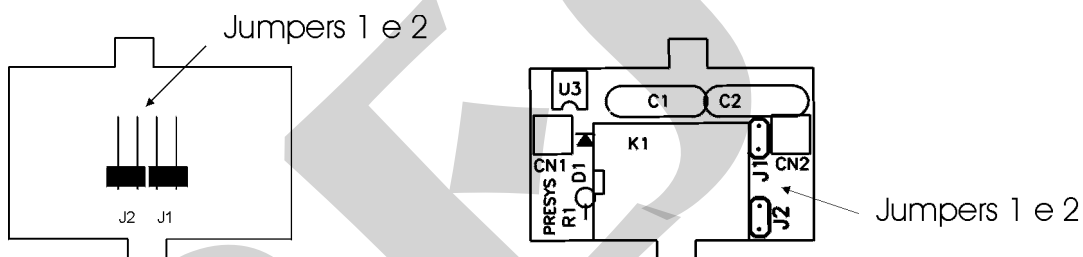 Jumpers 1 e 2
J2 J1
U3
C1 C2
K1
CN1
D1
J1
CN2
PRESYS
R1
J2
Jumpers 1 e 2